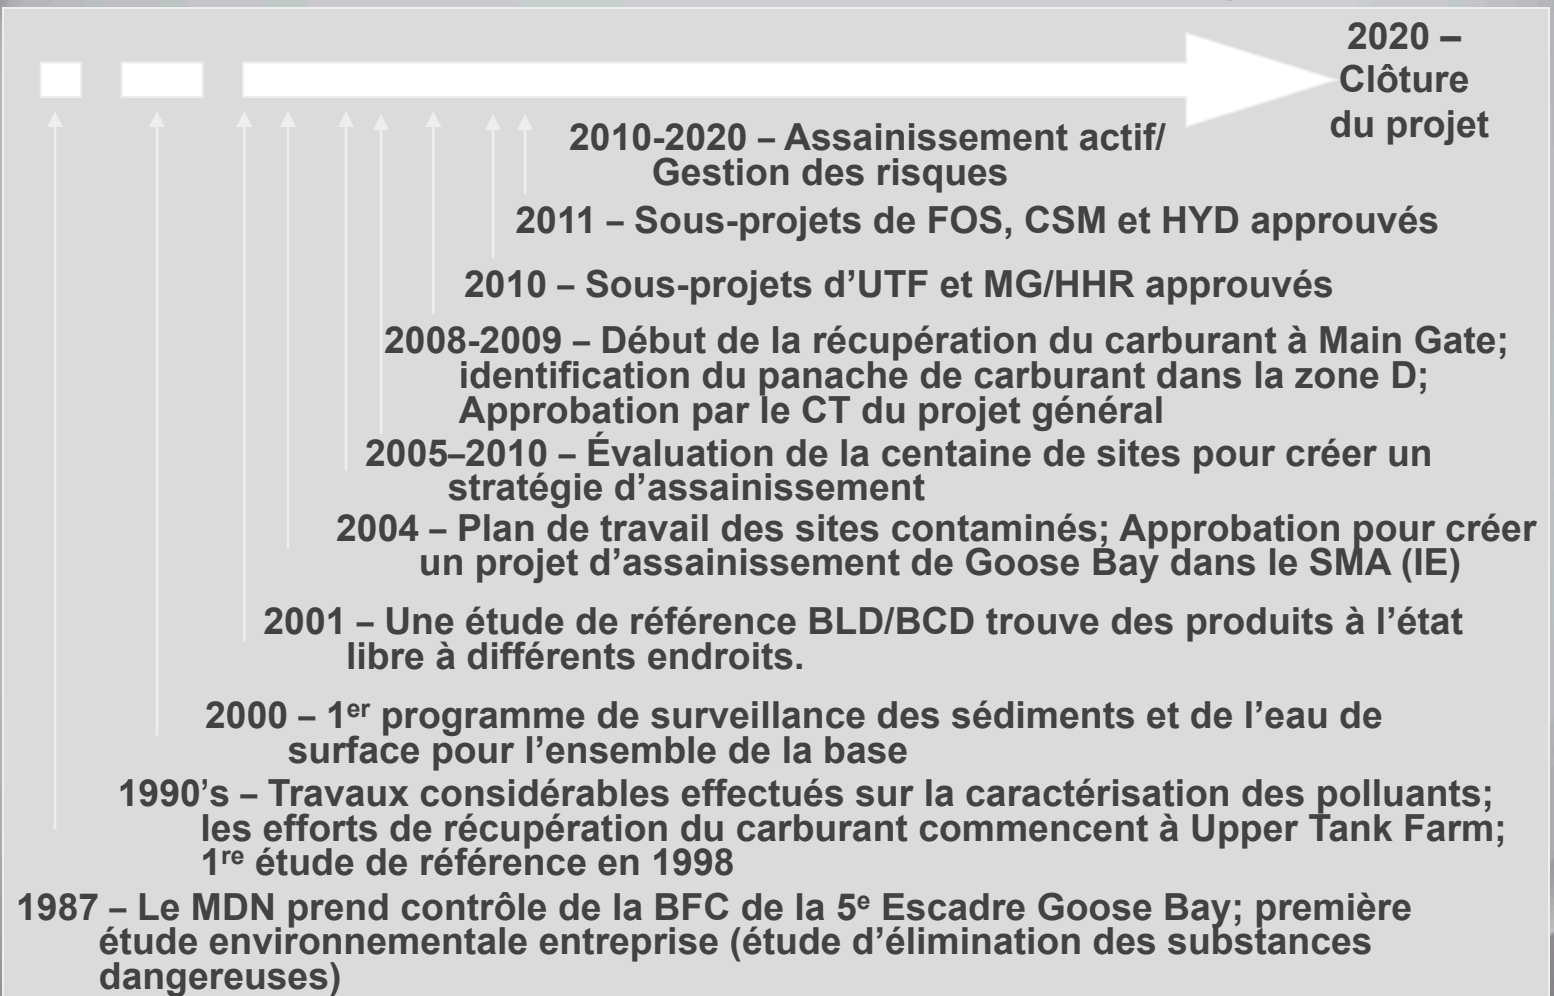 2020 –
Clôture
du projet
2010-2020 – Assainissement actif/
Gestion des risques
2011 – Sous-projets de FOS, CSM et HYD approuvés
2010 – Sous-projets d’UTF et MG/HHR approuvés
2008-2009 – Début de la récupération du carburant à Main Gate;
identification du panache de carburant dans la zone D;
Approbation par le CT du projet général
2005–2010 – Évaluation de la centaine de sites pour créer un
stratégie d’assainissement
2004 – Plan de travail des sites contaminés; Approbation pour créer
un projet d’assainissement de Goose Bay dans le SMA (IE)
2001 – Une étude de référence BLD/BCD trouve des produits à l’état
libre à différents endroits.
2000 – 1er programme de surveillance des sédiments et de l’eau de
surface pour l’ensemble de la base
1990’s – Travaux considérables effectués sur la caractérisation des polluants;
les efforts de récupération du carburant commencent à Upper Tank Farm;
1re étude de référence en 1998
1987 – Le MDN prend contrôle de la BFC de la 5e Escadre Goose Bay; première
étude environnementale entreprise (étude d’élimination des substances
dangereuses)